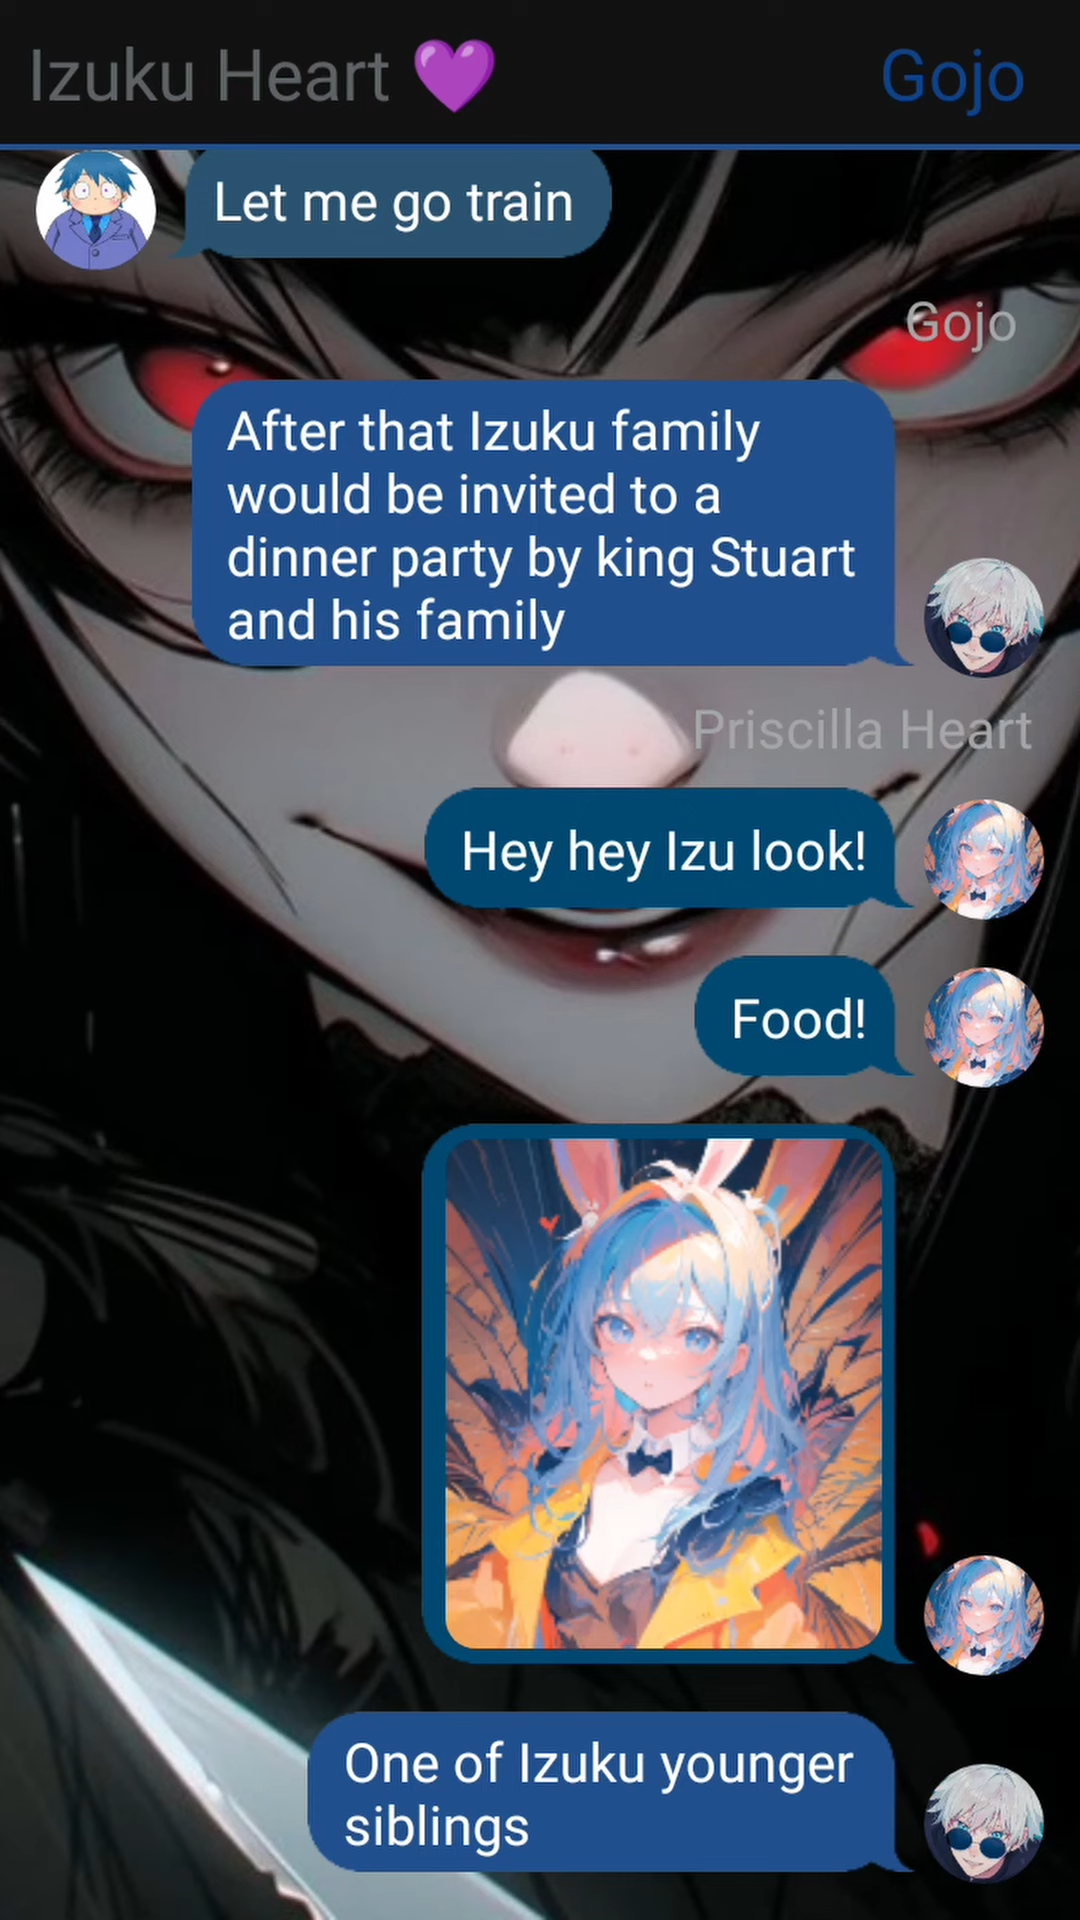 Izuku Heart 💜
Gojo
Let me go train
Gojo
After that Izuku family
would be invited to a
dinner party by king Stuart
and his family
Priscilla Heart
Hey hey Izu look!
Food!
One of Izuku younger
siblings